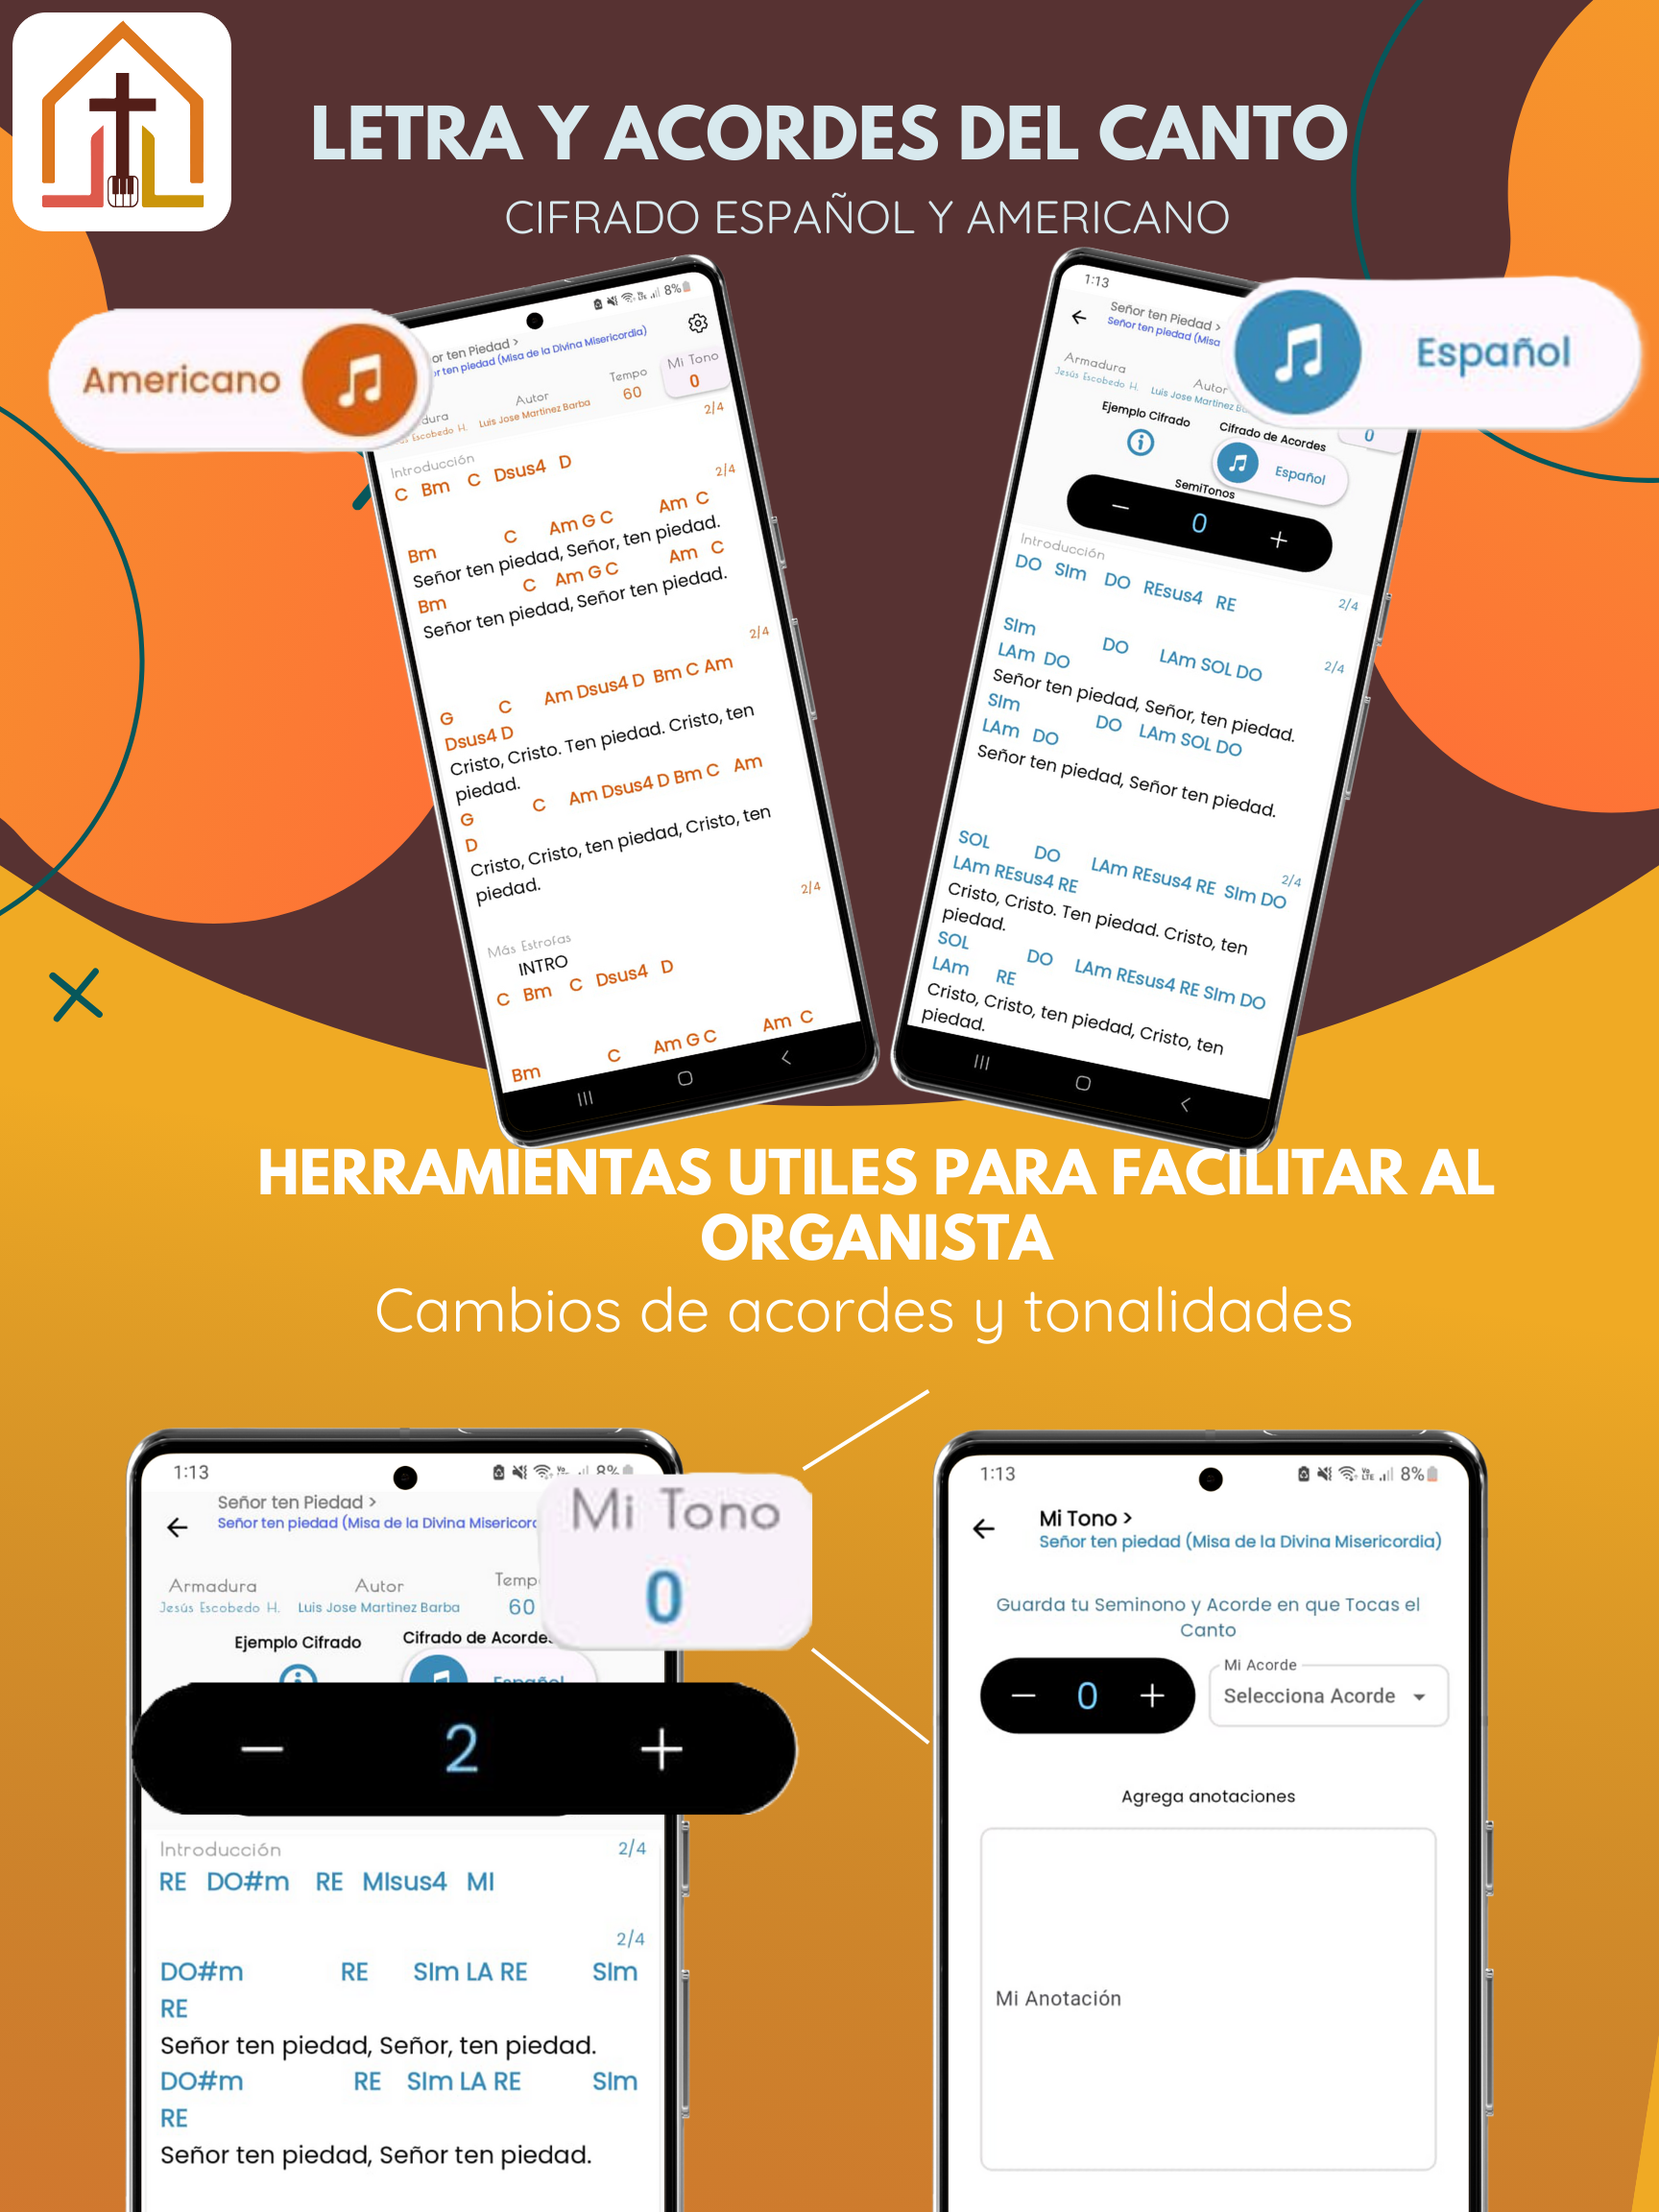 LETRA Y ACORDES DEL CANTO
CIFRADO ESPAÑOL Y AMERICANO
Americano
8%
or ten Piedad >
or ten piedad (Misa de la Divina Misericordia)
dura
Escobedo H.
Autor
Luis Jose Martinez Barba
Tempo
60
Mi Tono
0
2/4
Introducción
C Bm C Dsus4 D
2/4
Bm C Am G C Am C
Señor ten piedad, Señor, ten piedad.
Bm C Am G C Am C
Señor ten piedad, Señor ten piedad.
2/4
G C Am Dsus4 D Bm C Am
Dsus4 D
Cristo, Cristo. Ten piedad. Cristo, ten
piedad.
G C Am Dsus4 D Bm C Am
D
Cristo, Cristo, ten piedad, Cristo, ten
piedad.
2/4
Más Estrofas
INTRO
C Bm C Dsus4 D
Bm C Am G C Am C
1:13
Señor ten Piedad >
Señor ten piedad (Misa
Español
Armadura
Jesús Escobedo H.
Autor
Luis Jose Martinez B
0
Ejemplo Cifrado
Cifrado de Acordes
Español
SemiTonos
− 0 +
Introducción
DO SIm DO REsus4 RE
2/4
SIm DO LAm SOL DO
2/4
LAm DO
Señor ten piedad, Señor, ten piedad.
SIm DO LAm SOL DO
LAm DO
Señor ten piedad, Señor ten piedad.
2/4
SOL DO LAm REsus4 RE SIm DO
LAm REsus4 RE
Cristo, Cristo. Ten piedad. Cristo, ten
piedad.
SOL DO LAm REsus4 RE SIm DO
LAm RE
Cristo, Cristo, ten piedad, Cristo, ten
piedad.
HERRAMIENTAS UTILES PARA FACILITAR AL
ORGANISTA
Cambios de acordes y tonalidades
1:13
8%
Señor ten Piedad >
Señor ten piedad (Misa de la Divina Misericor
Mi Tono
0
Armadura
Jesús Escobedo H.
Autor
Luis Jose Martinez Barba
Temp
60
Ejemplo Cifrado
Cifrado de Acordes
Español
− 2 +
Introducción
2/4
RE DO#m RE MIsus4 MI
2/4
DO#m RE SIm LA RE SIm
RE
Señor ten piedad, Señor, ten piedad.
DO#m RE SIm LA RE SIm
RE
Señor ten piedad, Señor ten piedad.
1:13
8%
Mi Tono >
Señor ten piedad (Misa de la Divina Misericordia)
Guarda tu Seminono y Acorde en que Tocas el
Canto
− 0 +
Mi Acorde
Selecciona Acorde
Agrega anotaciones
Mi Anotación